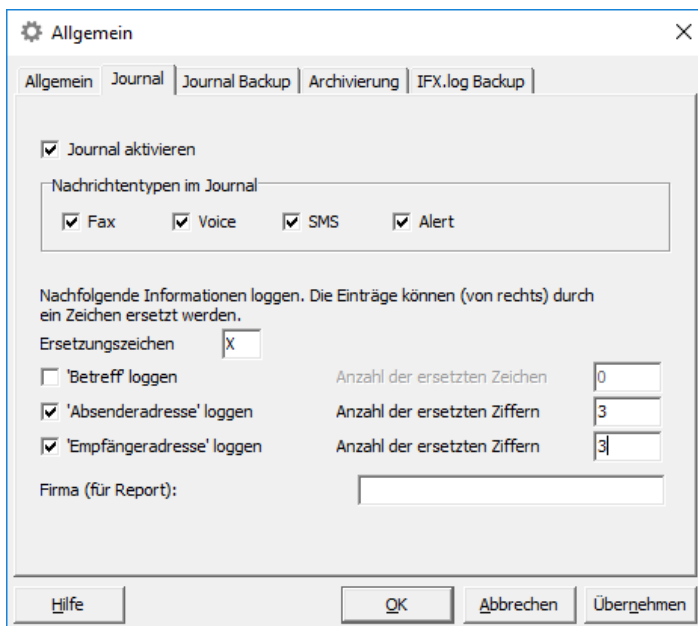 Allgemein
Allgemein Journal Journal Backup Archivierung IFX.log Backup
Journal aktivieren
Nachrichtentypen im Journal
Fax Voice SMS Alert
Nachfolgende Informationen loggen. Die Einträge können (von rechts) durch
ein Zeichen ersetzt werden.
Ersetzungszeichen X
'Betreff' loggen Anzahl der ersetzten Zeichen 0
'Absenderadresse' loggen Anzahl der ersetzten Ziffern 3
'Empfängeradresse' loggen Anzahl der ersetzten Ziffern 3
Firma (für Report):
Hilfe OK Abbrechen Übernehmen